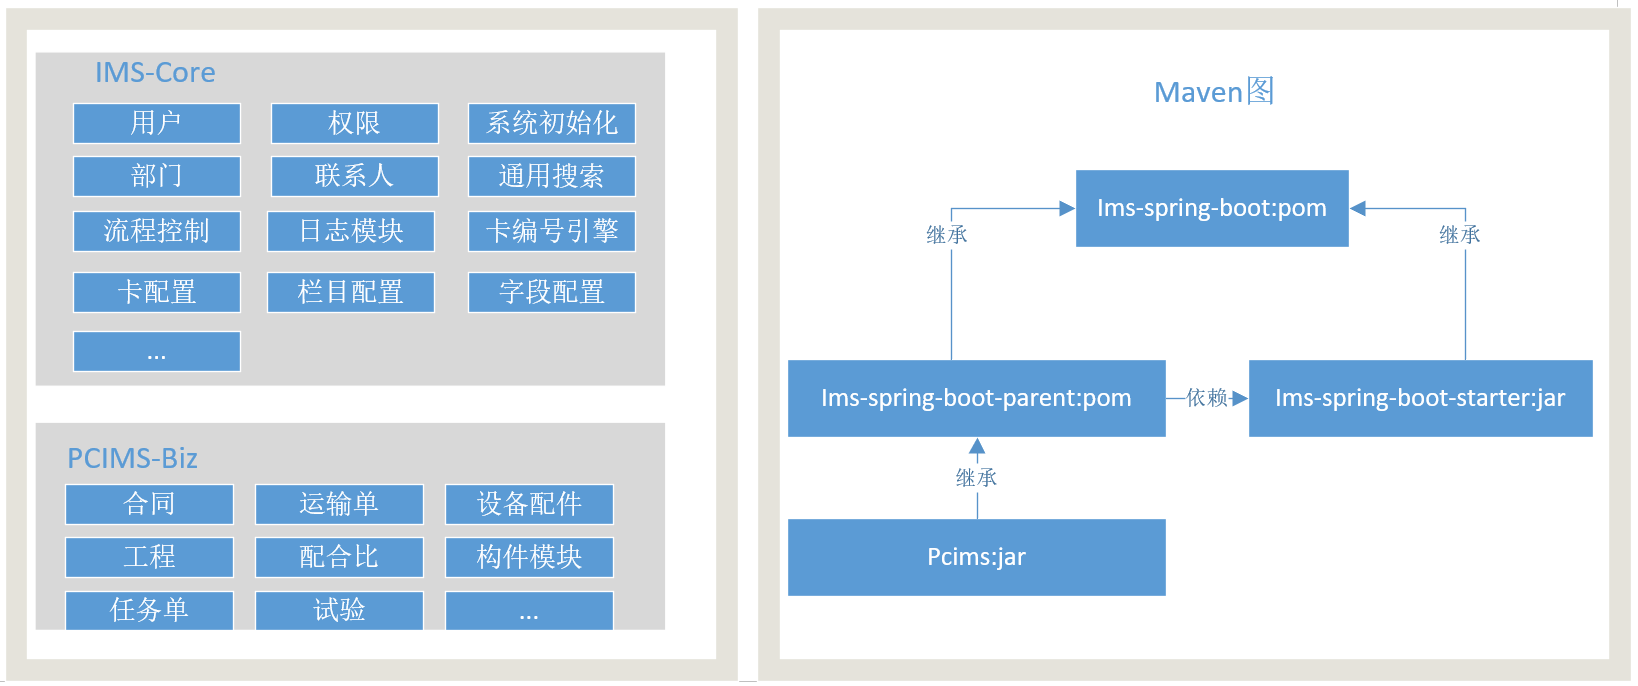 IMS-Core
用户
权限
系统初始化
部门
联系人
通用搜索
流程控制
日志模块
卡编号引擎
卡配置
栏目配置
字段配置
...
PCIMS-Biz
合同
运输单
设备配件
工程
配合比
构件模块
任务单
试验
...
Maven图
Ims-spring-boot:pom
继承
继承
Ims-spring-boot-parent:pom
依赖
Ims-spring-boot-starter:jar
继承
Pcims:jar